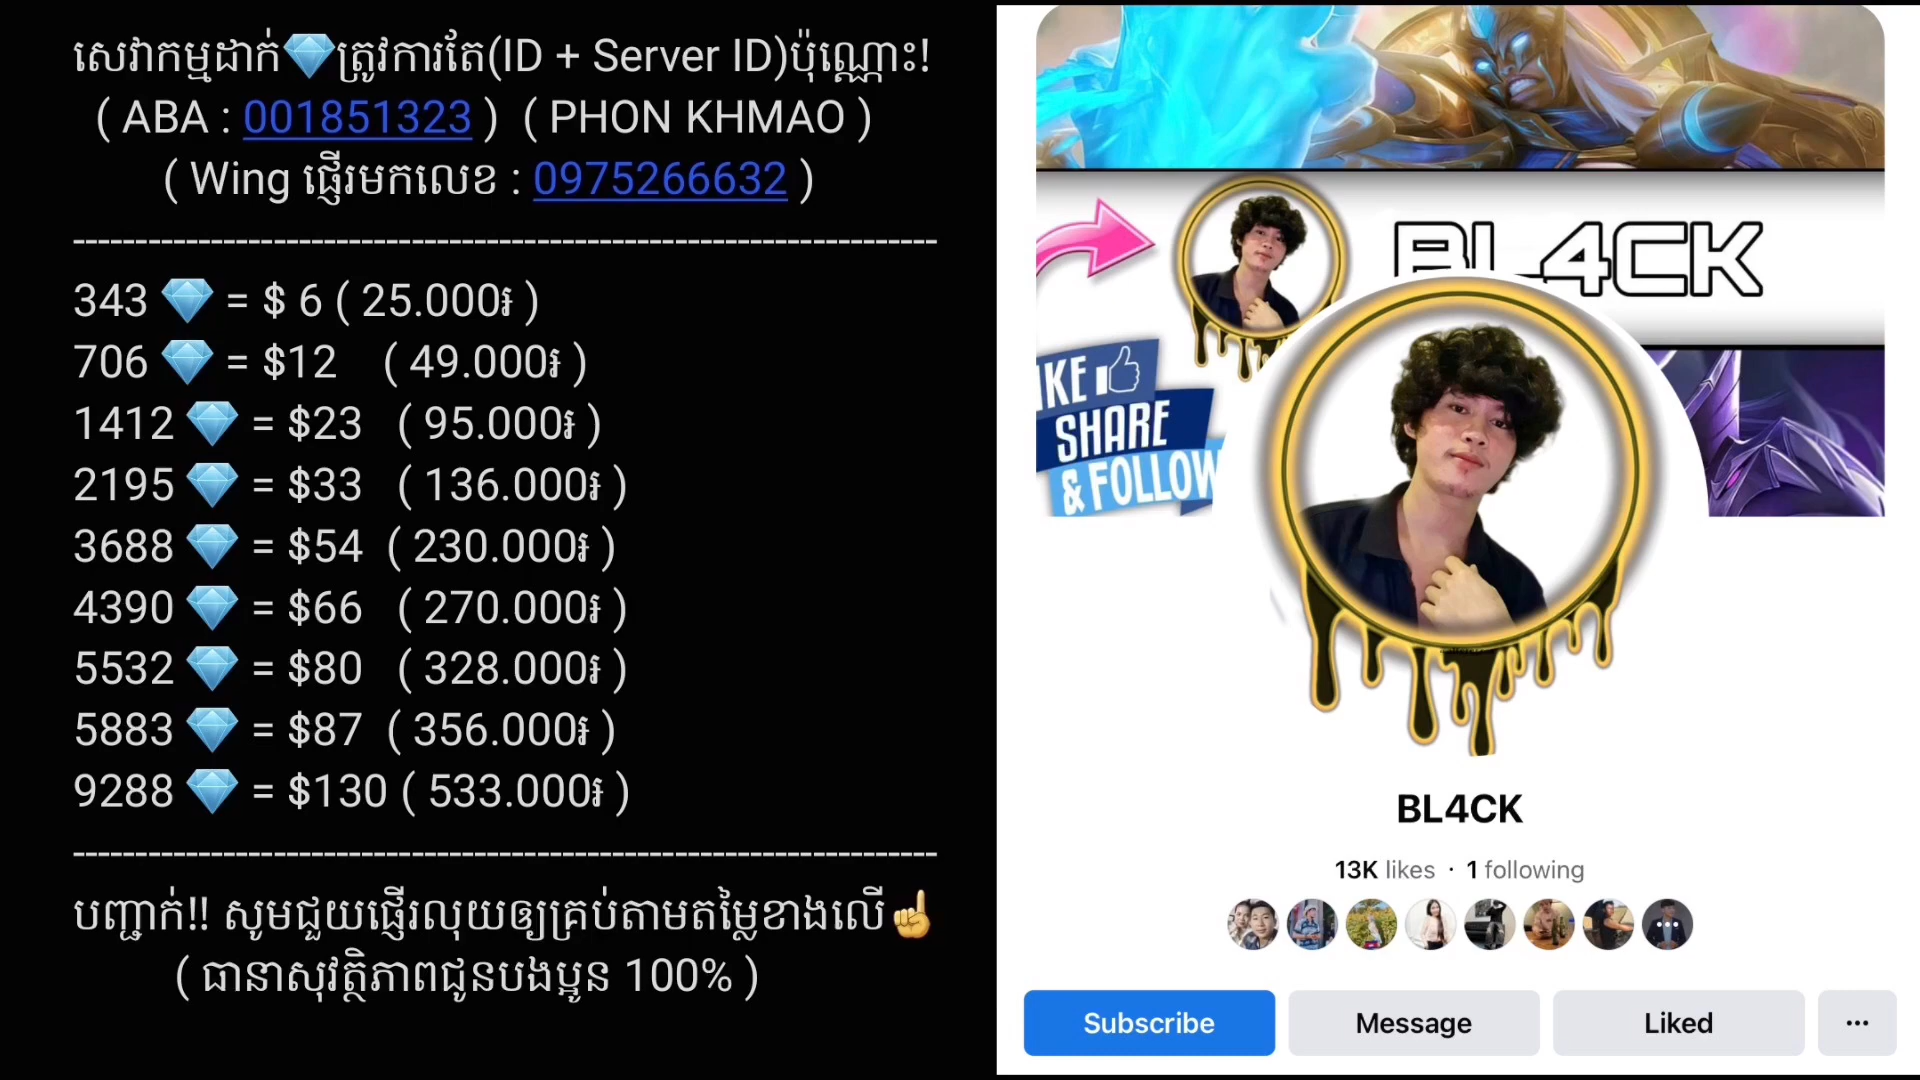 សេវាកម្មដាក់💎ត្រូវការតែ(ID + Server ID)ប៉ុណ្ណោះ!
( ABA : 001851323 ) ( PHON KHMAO )
( Wing ផ្ញើរមកលេខ : 0975266632 )
----------------------------------------------------------------------
343 💎 = $ 6 ( 25.000៛ )
706 💎 = $12 ( 49.000៛ )
1412 💎 = $23 ( 95.000៛ )
2195 💎 = $33 ( 136.000៛ )
3688 💎 = $54 ( 230.000៛ )
4390 💎 = $66 ( 270.000៛ )
5532 💎 = $80 ( 328.000៛ )
5883 💎 = $87 ( 356.000៛ )
9288 💎 = $130 ( 533.000៛ )
----------------------------------------------------------------------
បញ្ជាក់!! សូមជួយផ្ញើរលុយឲ្យគ្រប់តាមតម្លៃខាងលើ☝
( ធានាសុវត្ថិភាពជូនបងប្អូន 100% )
BL4CK
IKE
SHARE
& FOLLOW
BL4CK
13K likes · 1 following
Subscribe
Message
Liked